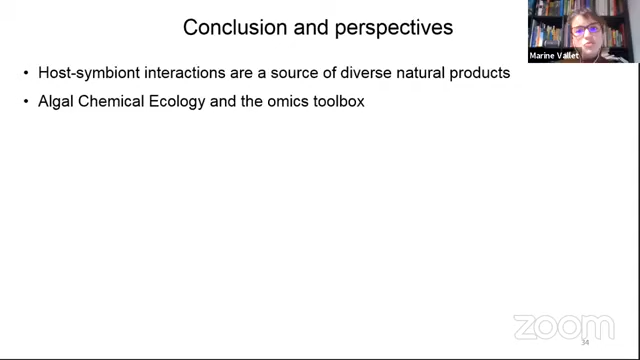 Conclusion and perspectives
Marine Vallet
• Host-symbiont interactions are a source of diverse natural products
• Algal Chemical Ecology and the omics toolbox
zoom
34